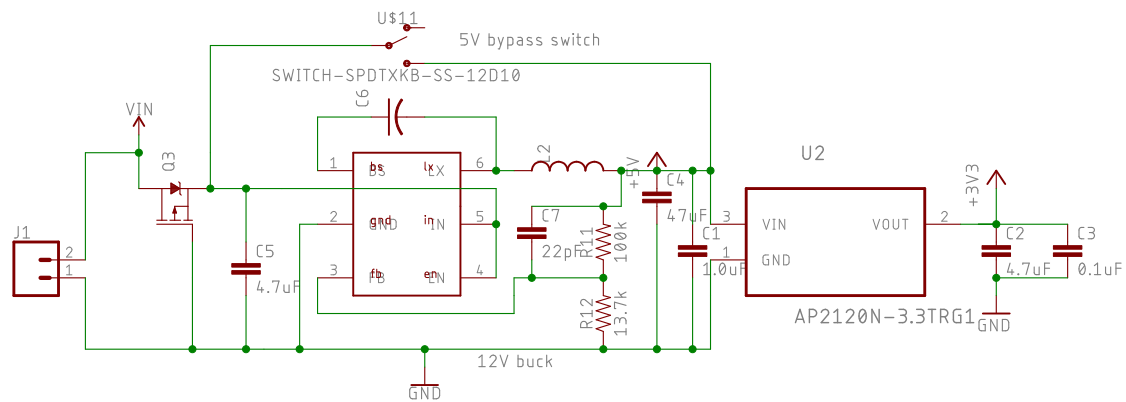 U$11
5V bypass switch
SWITCH-SPDTXKB-SS-12D10
C6
VIN
Q3
1
bs
BS
lx
LX
6
L2
+5V
C4
47uF
U2
+3V3
J1
2
1
C5
4.7uF
2
gnd
GND
in
IN
5
C7
22pF
R11
100k
C1
1.0uF
3
VIN
VOUT
2
1
GND
C2
4.7uF
C3
0.1uF
3
fb
FB
en
EN
4
R12
13.7k
AP2120N-3.3TRG1
GND
12V buck
GND